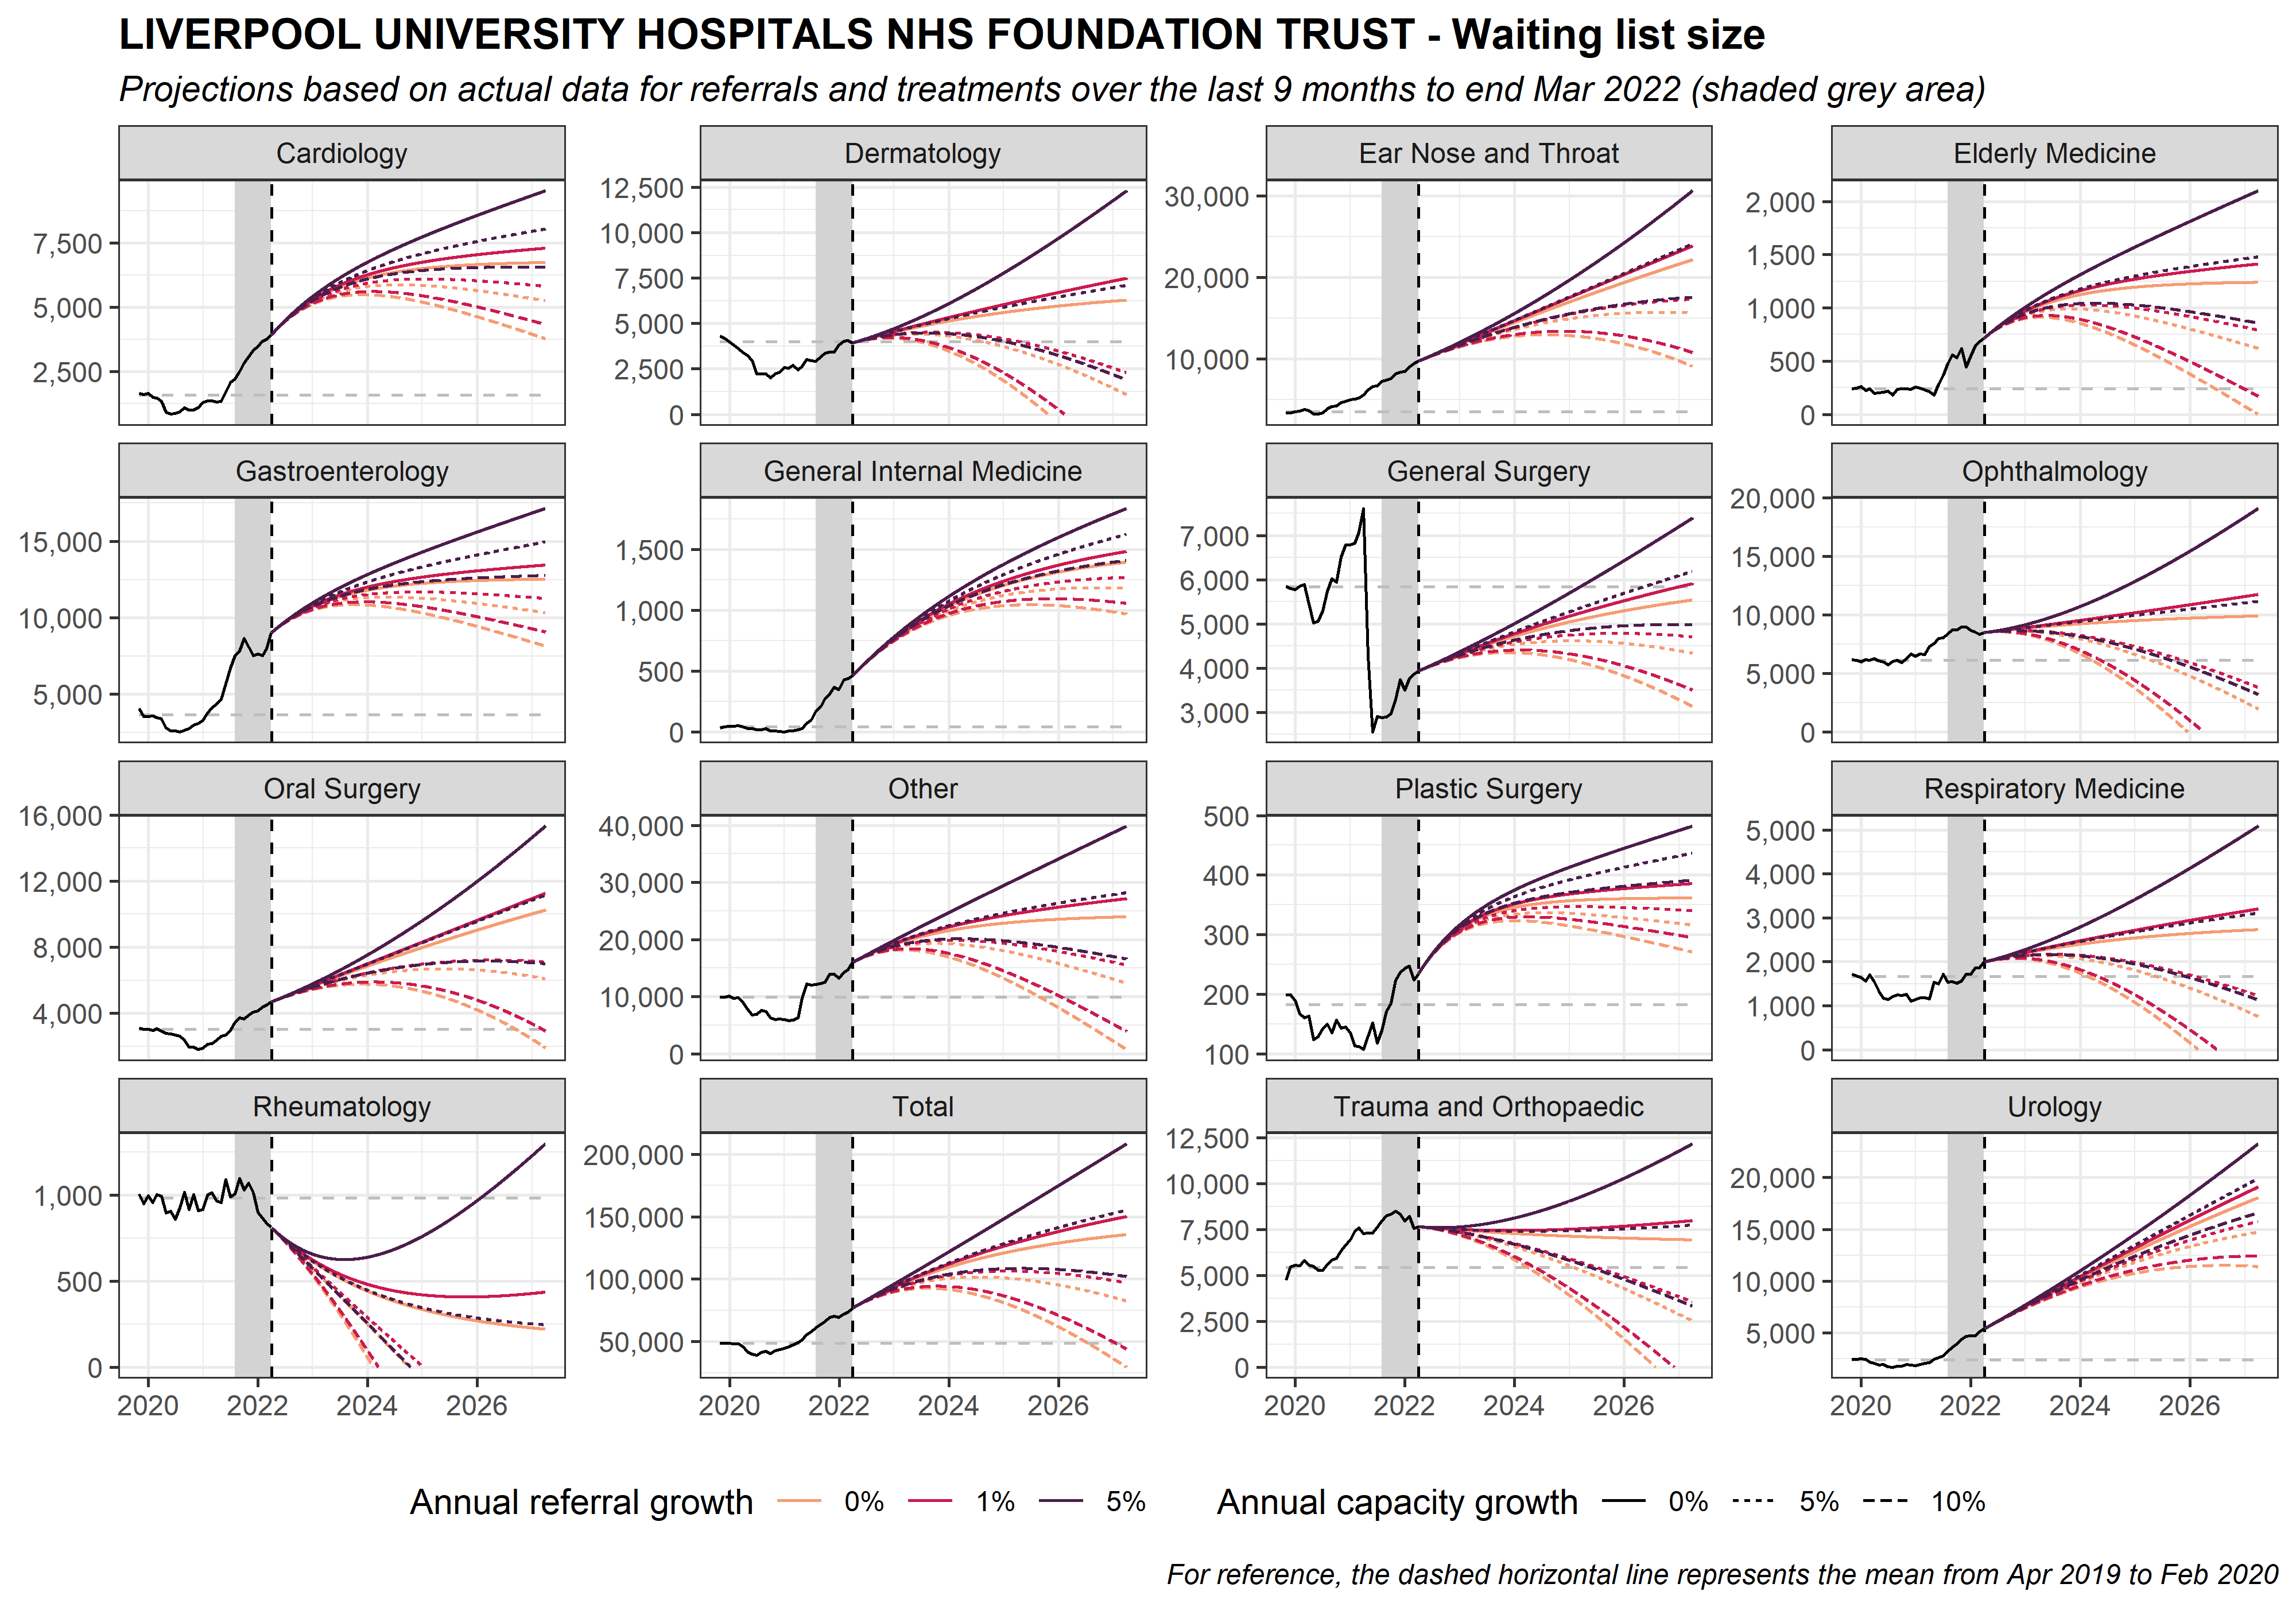 LIVERPOOL UNIVERSITY HOSPITALS NHS FOUNDATION TRUST - Waiting list size
Projections based on actual data for referrals and treatments over the last 9 months to end Mar 2022 (shaded grey area)
Cardiology
7,500
5,000
2,500
Dermatology
12,500
10,000
7,500
5,000
2,500
0
Ear Nose and Throat
30,000
20,000
10,000
Elderly Medicine
2,000
1,500
1,000
500
0
Gastroenterology
15,000
10,000
5,000
General Internal Medicine
1,500
1,000
500
0
General Surgery
7,000
6,000
5,000
4,000
3,000
Ophthalmology
20,000
15,000
10,000
5,000
0
Oral Surgery
16,000
12,000
8,000
4,000
Other
40,000
30,000
20,000
10,000
0
Plastic Surgery
500
400
300
200
100
Respiratory Medicine
5,000
4,000
3,000
2,000
1,000
0
Rheumatology
1,000
500
0
2020 2022 2024 2026
Total
200,000
150,000
100,000
50,000
2020 2022 2024 2026
Trauma and Orthopaedic
12,500
10,000
7,500
5,000
2,500
0
2020 2022 2024 2026
Urology
20,000
15,000
10,000
5,000
2020 2022 2024 2026
Annual referral growth 0% 1% 5%
Annual capacity growth 0% 5% 10%
For reference, the dashed horizontal line represents the mean from Apr 2019 to Feb 2020